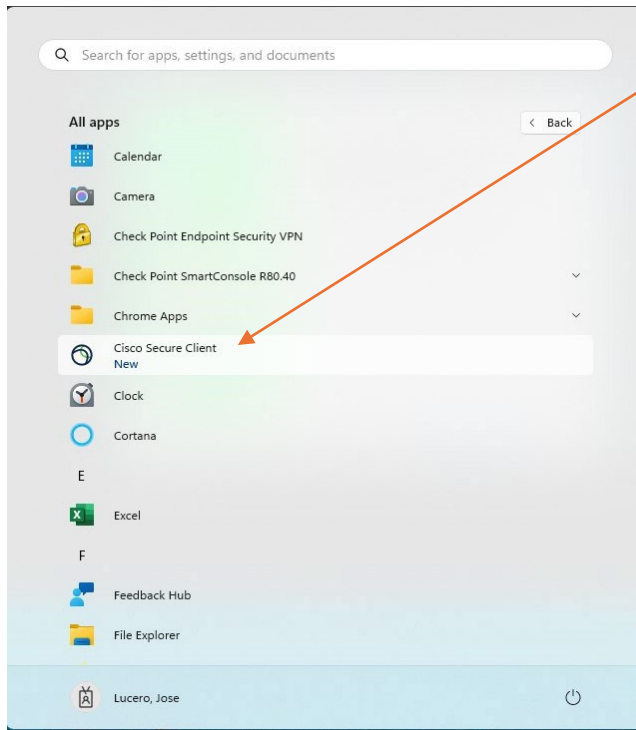 Search for apps, settings, and documents
All apps
< Back
Calendar
Camera
Check Point Endpoint Security VPN
Check Point SmartConsole R80.40
Chrome Apps
Cisco Secure Client
New
Clock
Cortana
E
Excel
F
Feedback Hub
File Explorer
Lucero, Jose